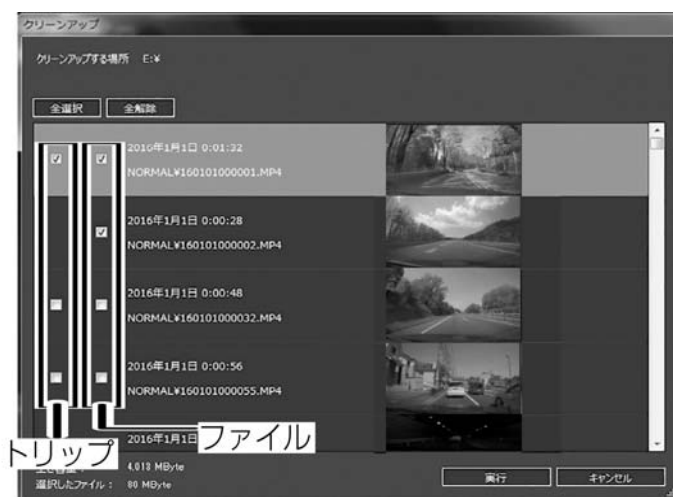 クリーンアップ
クリーンアップする場所 E:¥
全選択 全解除
2016年1月1日 0:01:32
NORMAL¥160101000001.MP4
2016年1月1日 0:00:28
NORMAL¥160101000002.MP4
2016年1月1日 0:00:48
NORMAL¥160101000032.MP4
2016年1月1日 0:00:56
NORMAL¥160101000055.MP4
2016年1月1日
トリップ ファイル
4,013 MByte
選択したファイル： 80 MByte
実行 キャンセル